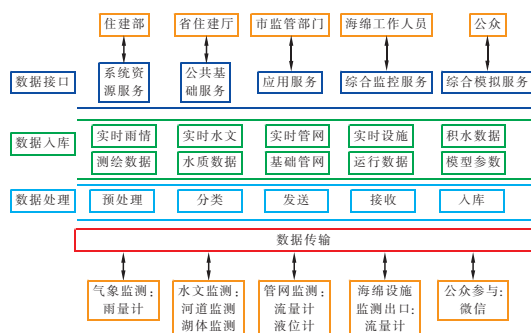 住建部 省住建厅 市监管部门 海绵工作人员 公众
数据接口
系统资
源服务
公共基
础服务
应用服务 综合监控服务 综合模拟服务
数据入库
实时雨情 实时水文 实时管网 实时设施 积水数据
测绘数据 水质数据 基础管网 运行数据 模型参数
数据处理 预处理 分类 发送 接收 入库
数据传输
气象监测：
雨量计
水文监测：
河道监测
湖体监测
管网监测：
流量计
液位计
海绵设施
监测出口：
流量计
公众参与：
微信